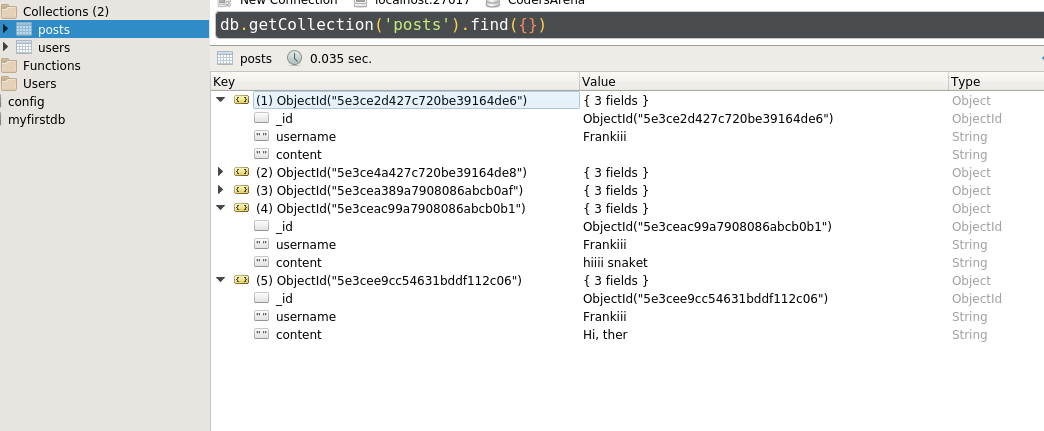 New Connection localhost:27017 CodersArena
Collections (2)
posts
users
Functions
Users
config
myfirstdb
db.getCollection('posts').find({})
posts 0.035 sec.
Key Value Type
(1) ObjectId("5e3ce2d427c720be39164de6") { 3 fields } Object
_id ObjectId("5e3ce2d427c720be39164de6") ObjectId
username Frankiii String
content String
(2) ObjectId("5e3ce4a427c720be39164de8") { 3 fields } Object
(3) ObjectId("5e3cea389a7908086abcb0af") { 3 fields } Object
(4) ObjectId("5e3ceac99a7908086abcb0b1") { 3 fields } Object
_id ObjectId("5e3ceac99a7908086abcb0b1") ObjectId
username Frankiii String
content hiiii snaket String
(5) ObjectId("5e3cee9cc54631bddf112c06") { 3 fields } Object
_id ObjectId("5e3cee9cc54631bddf112c06") ObjectId
username Frankiii String
content Hi, ther String